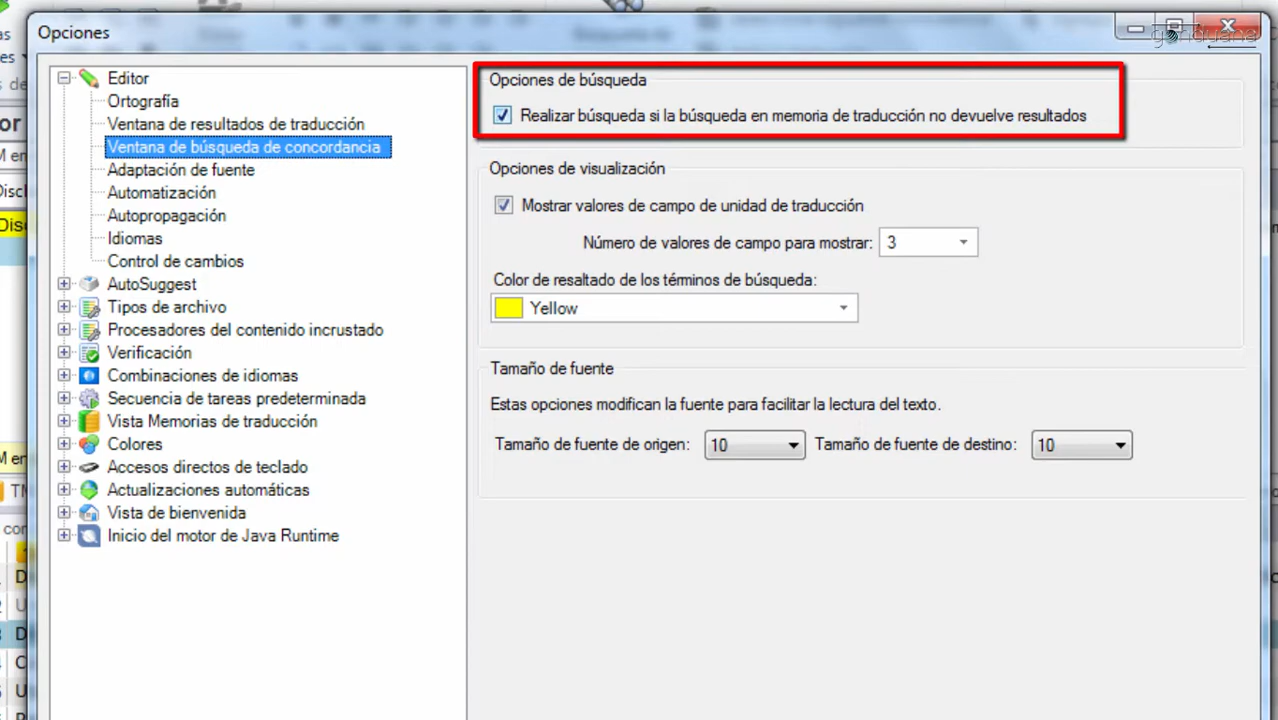 Opciones
Editor
Ortografía
Ventana de resultados de traducción
Ventana de búsqueda de concordancia
Adaptación de fuente
Automatización
Autopropagación
Idiomas
Control de cambios
AutoSuggest
Tipos de archivo
Procesadores del contenido incrustado
Verificación
Combinaciones de idiomas
Secuencia de tareas predeterminada
Vista Memorias de traducción
Colores
Accesos directos de teclado
Actualizaciones automáticas
Vista de bienvenida
Inicio del motor de Java Runtime
Opciones de búsqueda
Realizar búsqueda si la búsqueda en memoria de traducción no devuelve resultados
Opciones de visualización
Mostrar valores de campo de unidad de traducción
Número de valores de campo para mostrar: 3
Color de resaltado de los términos de búsqueda:
Yellow
Tamaño de fuente
Estas opciones modifican la fuente para facilitar la lectura del texto.
Tamaño de fuente de origen: 10 Tamaño de fuente de destino: 10